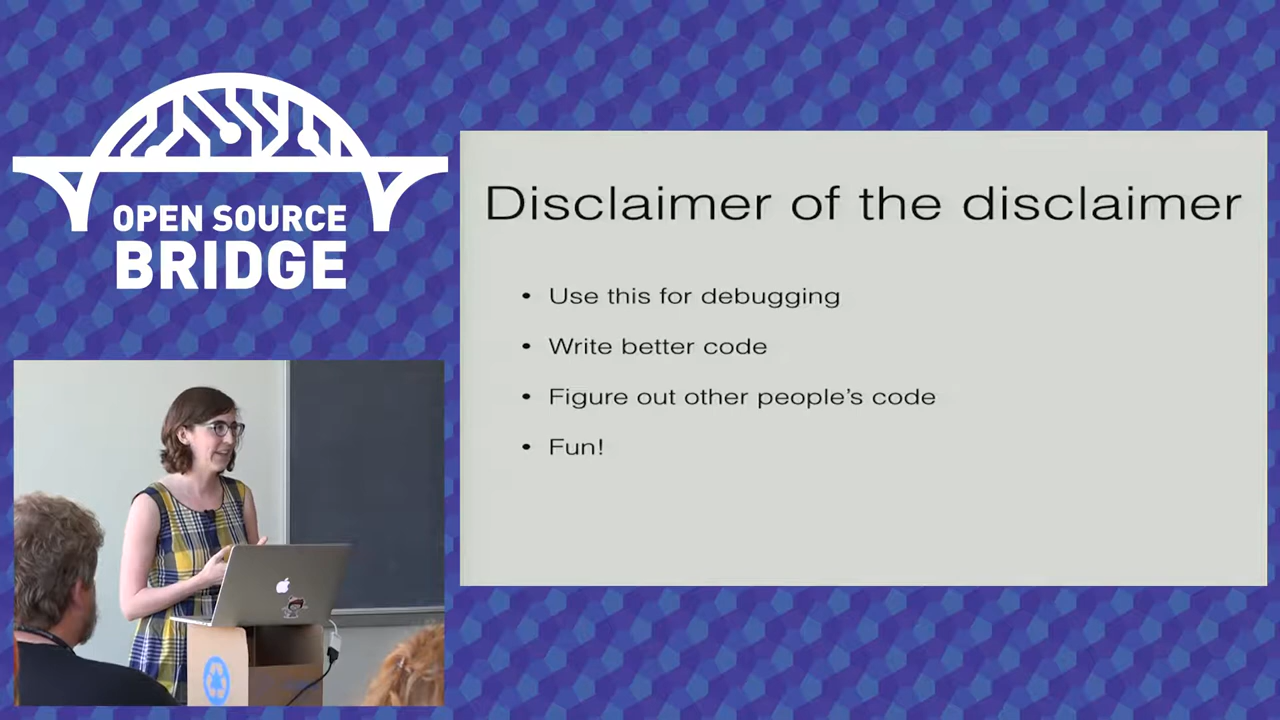 OPEN SOURCE
BRIDGE
Disclaimer of the disclaimer
• Use this for debugging
• Write better code
• Figure out other people's code
• Fun!